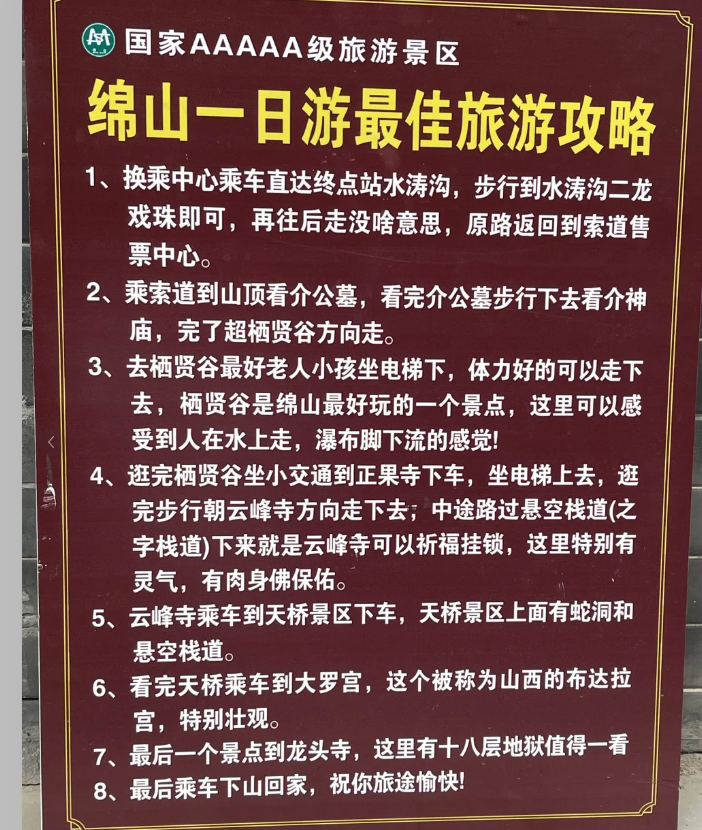 国家AAAAA级旅游景区
绵山一日游最佳旅游攻略
1、换乘中心乘车直达终点站水涛沟，步行到水涛沟二龙
戏珠即可，再往后走没啥意思，原路返回到索道售
票中心。
2、乘索道到山顶看介公墓，看完介公墓步行下去看介神
庙，完了超栖贤谷方向走。
3、去栖贤谷最好老人小孩坐电梯下，体力好的可以走下
去，栖贤谷是绵山最好玩的一个景点，这里可以感
受到人在水上走，瀑布脚下流的感觉!
4、逛完栖贤谷坐小交通到正果寺下车，坐电梯上去，逛
完步行朝云峰寺方向走下去；中途路过悬空栈道(之
字栈道)下来就是云峰寺可以祈福挂锁，这里特别有
灵气，有肉身佛保佑。
5、云峰寺乘车到天桥景区下车，天桥景区上面有蛇洞和
悬空栈道。
6、看完天桥乘车到大罗宫，这个被称为山西的布达拉
宫，特别壮观。
7、最后一个景点到龙头寺，这里有十八层地狱值得一看
8、最后乘车下山回家，祝你旅途愉快!